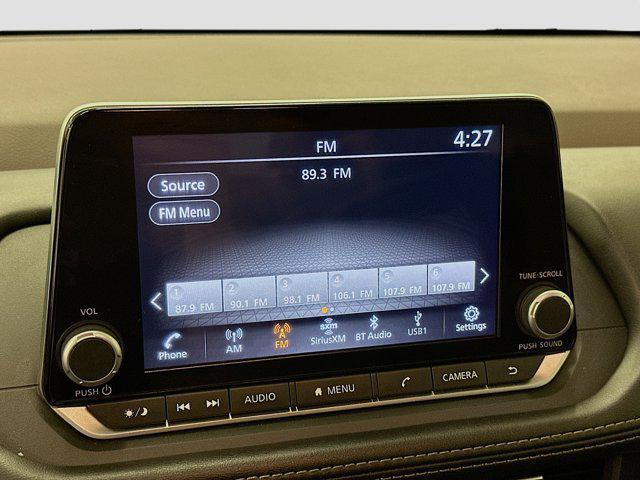 FM
4:27
89.3 FM
Source
FM Menu
1 2 3 4 5 6
87.9 FM 90.1 FM 98.1 FM 106.1 FM 107.9 FM 107.9 FM
Phone AM FM sxm SiriusXM BT Audio USB1 Settings
VOL
PUSH
TUNE·SCROLL
PUSH SOUND
AUDIO MENU CAMERA